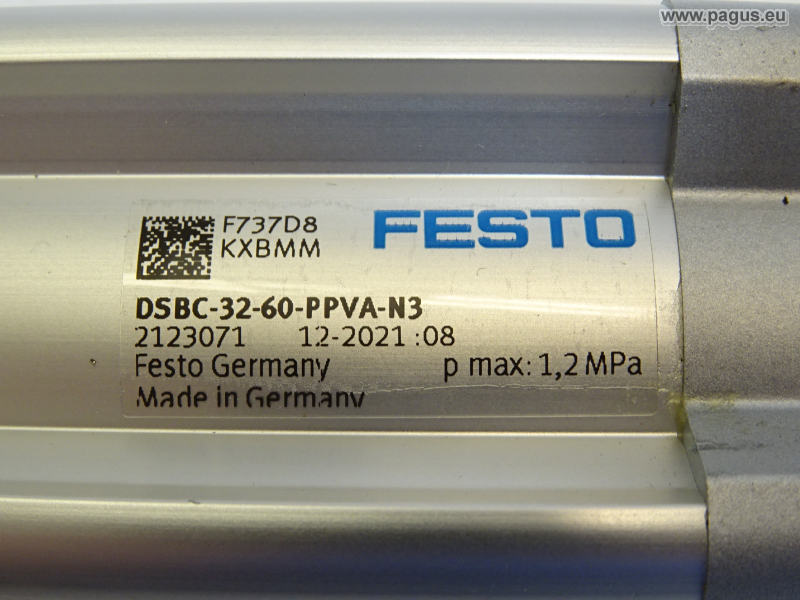 www.pagus.eu
F737D8
KXBMM
FESTO
DSBC-32-60-PPVA-N3
2123071 12-2021 :08
Festo Germany p max: 1,2 MPa
Made in Germany